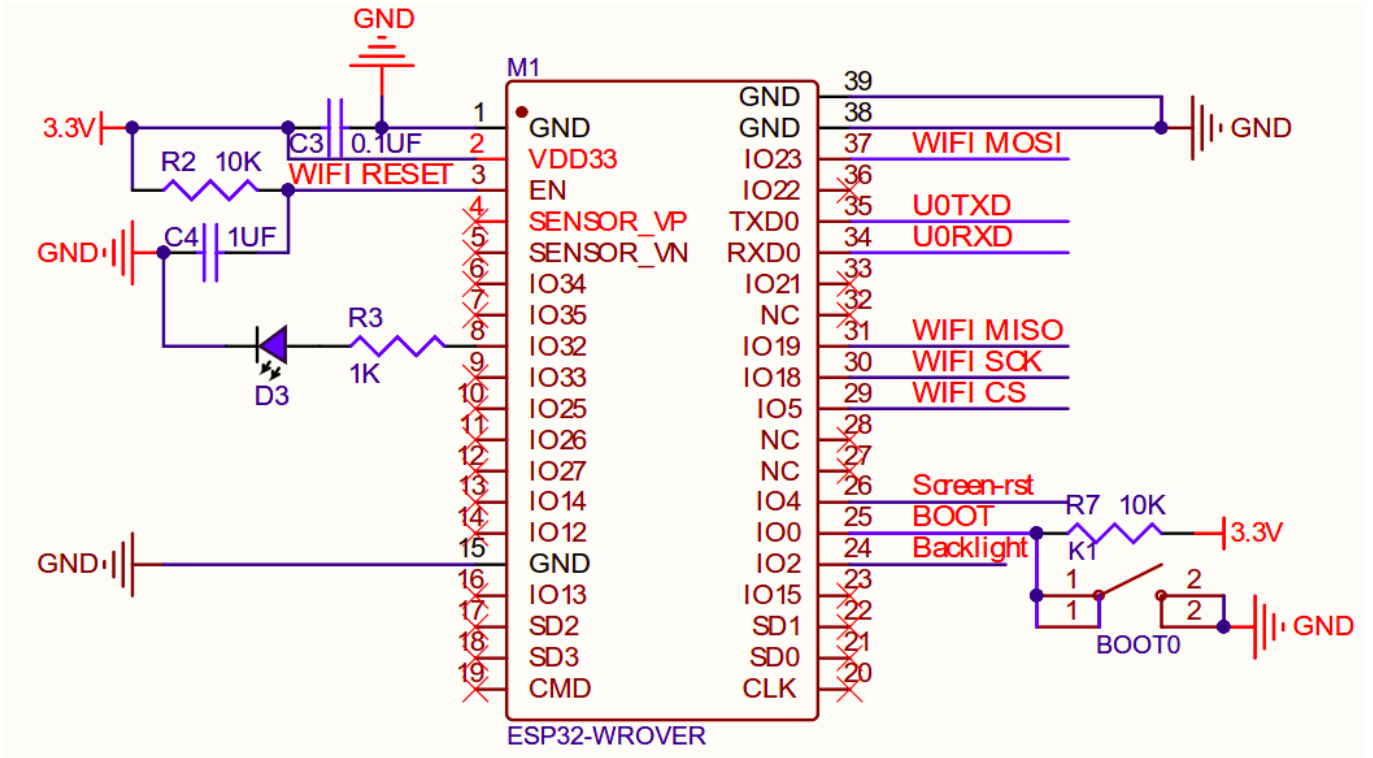 GND
M1
3.3V
C3 0.1UF
R2 10K
WIFI RESET
GND
C4 1UF
R3
1K
D3
GND
1 GND
2 VDD33
3 EN
4 SENSOR_VP
5 SENSOR_VN
6 IO34
7 IO35
8 IO32
9 IO33
10 IO25
11 IO26
12 IO27
13 IO14
14 IO12
15 GND
16 IO13
17 SD2
18 SD3
19 CMD
GND 39
GND 38
IO23 37 WIFI MOSI
IO22 36
TXD0 35 U0TXD
RXD0 34 U0RXD
IO21 33
NC 32
IO19 31 WIFI MISO
IO18 30 WIFI SCK
IO5 29 WIFI CS
NC 28
NC 27
IO4 26 Screen-rst
IO0 25 BOOT
IO2 24 Backlight
IO15 23
SD1 22
SD0 21
CLK 20
GND
R7 10K
3.3V
K1
1 2
1 2
BOOT0
GND
ESP32-WROVER